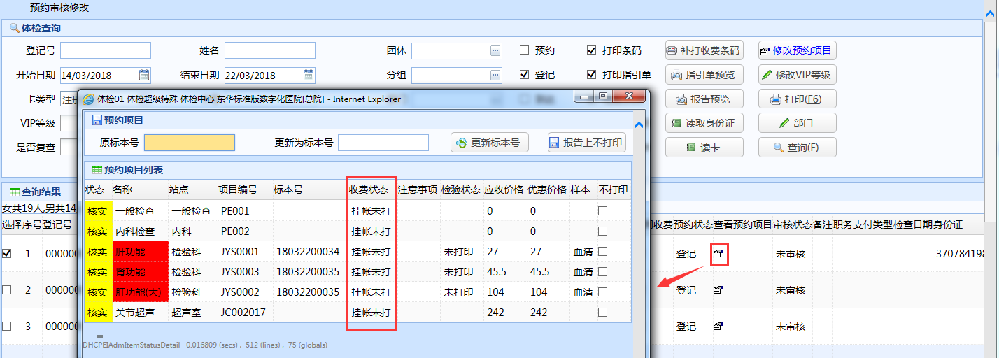 预约审核修改
体检查询
登记号 姓名 团体 预约 打印条码 补打收费条码 修改预约项目
开始日期 14/03/2018 结束日期 22/03/2018 分组 登记 打印指引单 指引单预览 修改VIP等级
卡类型 注册 报告预览 打印(F6)
VIP等级 读取身份证 部门
是否复查 读卡 查询(F)
体检01 体检超级特殊 体检中心 东华标准版数字化医院[总院] - Internet Explorer
预约项目
原标本号 更新为标本号 更新标本号 报告上不打印
预约项目列表
状态 名称 站点 项目编号 标本号 收费状态 注意事项 检验状态 应收价格 优惠价格 样本 不打印
核实 一般检查 一般检查 PE001 挂帐未打 0 0
核实 内科检查 内科 PE002 挂帐未打 0 0
核实 肝功能 检验科 JYS0001 18032200034 挂帐未打 未打印 27 27 血清
核实 肾功能 检验科 JYS0003 18032200035 挂帐未打 未打印 45.5 45.5 血清
核实 肝功能(大) 检验科 JYS0002 18032200035 挂帐未打 未打印 104 104 血清
核实 关节超声 超声室 JC002017 挂帐未打 242 242
DHCPEIAdmItemStatusDetail 0.016809 (secs) , 512 (lines) , 75 (globals)
查询结果
女共19人,男共14
选择 序号 登记号 收费 预约状态 查看预约项目 审核状态 备注 职务 支付类型 检查日期 身份证
1 000000 登记 未审核 370784198
2 000000 登记 未审核
3 000000 登记 未审核